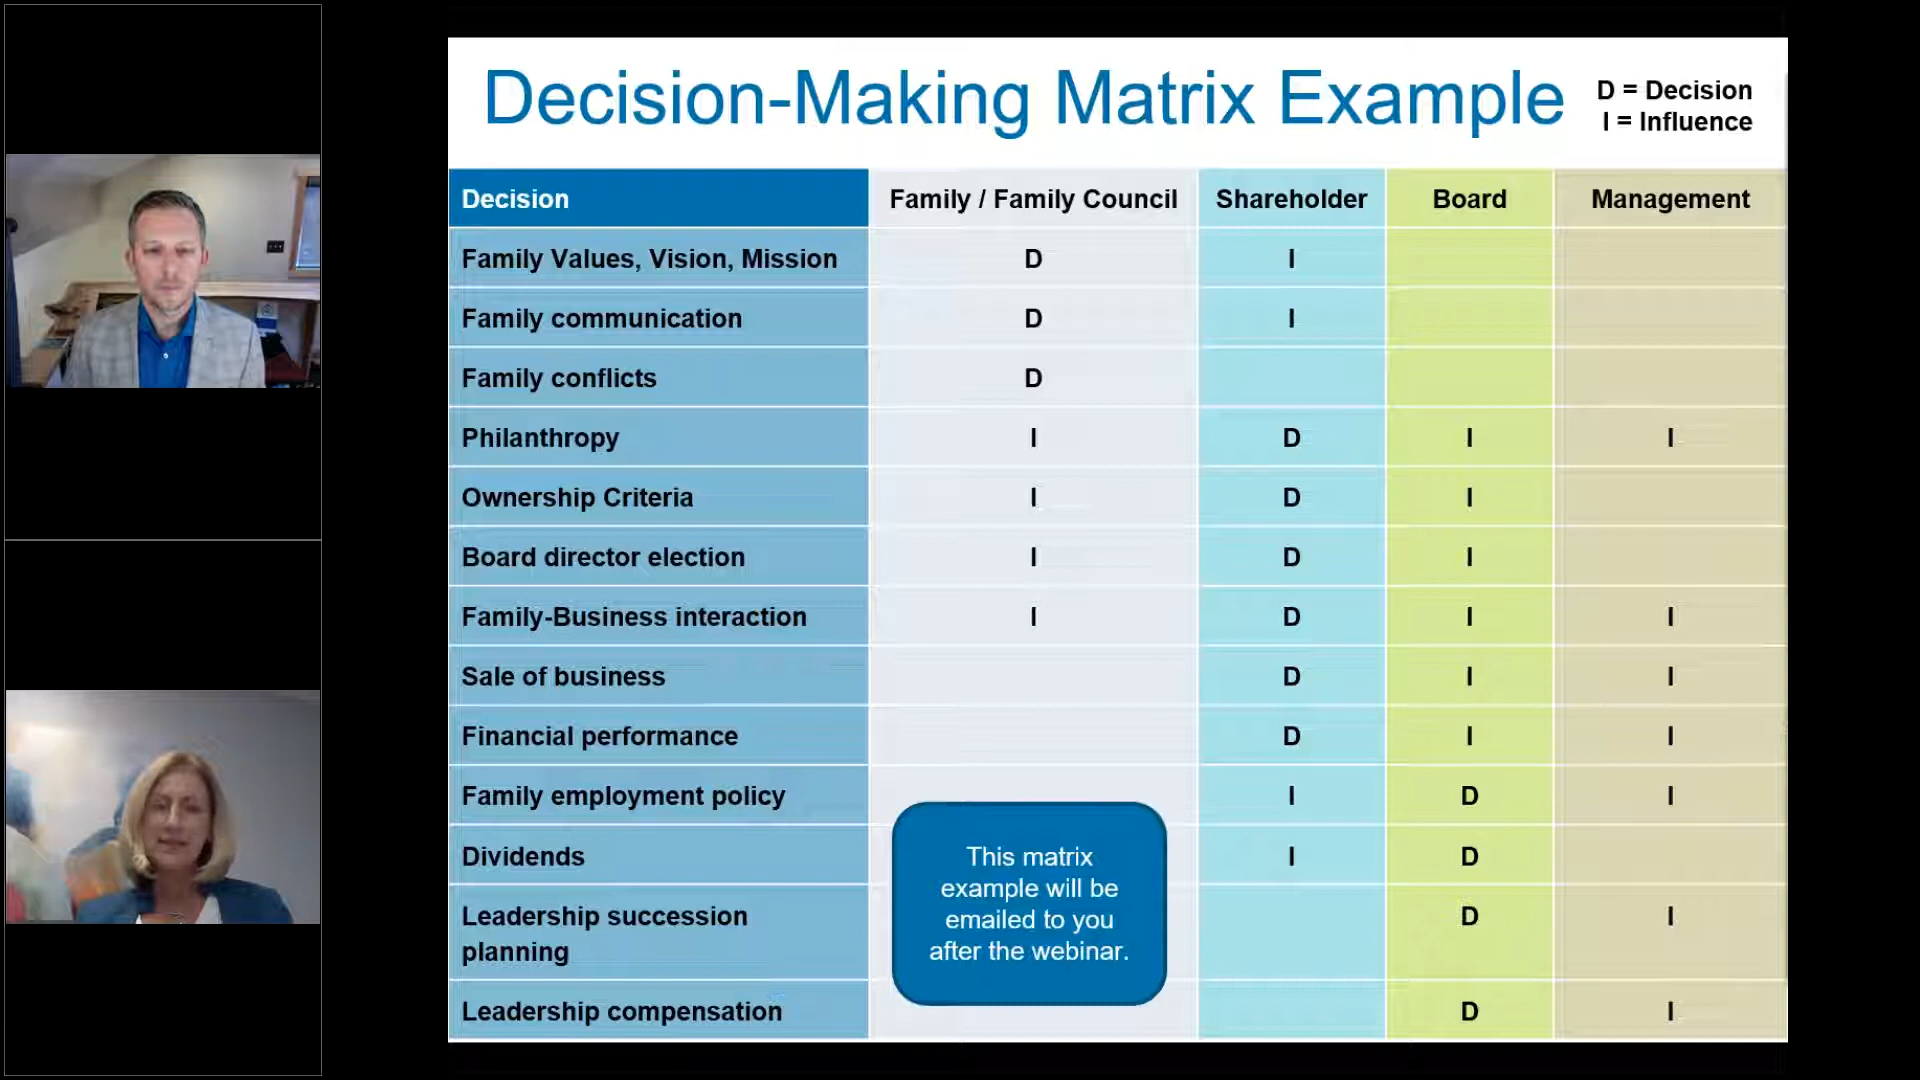 Decision-Making Matrix Example
D = Decision
I = Influence
Decision Family / Family Council Shareholder Board Management
Family Values, Vision, Mission D I
Family communication D I
Family conflicts D
Philanthropy I D I I
Ownership Criteria I D I
Board director election I D I
Family-Business interaction I D I I
Sale of business D I I
Financial performance D I I
Family employment policy I D I
Dividends I D
Leadership succession D I
planning
Leadership compensation D I
This matrix
example will be
emailed to you
after the webinar.